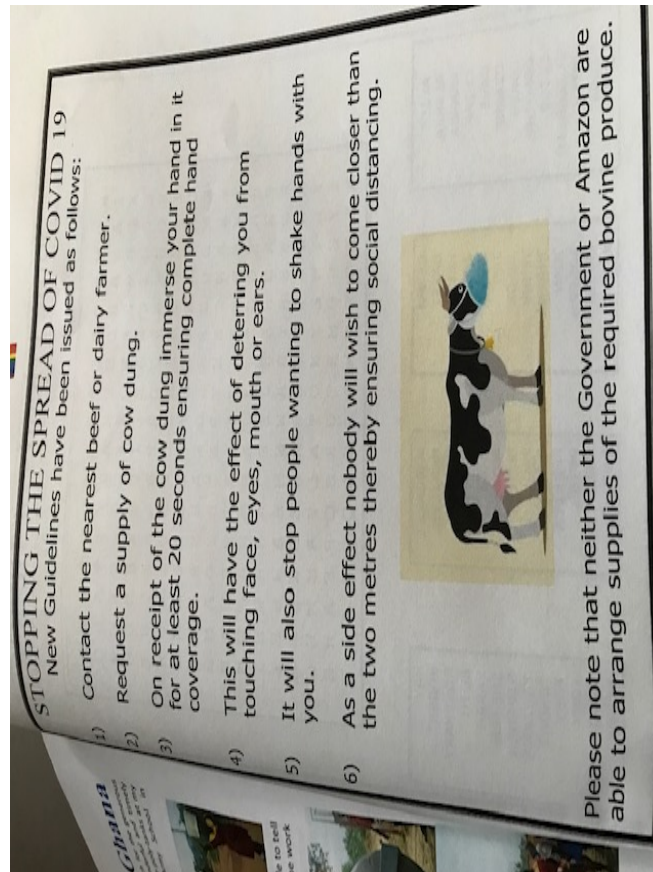 STOPPING THE SPREAD OF COVID 19
New Guidelines have been issued as follows:
1) Contact the nearest beef or dairy farmer.
2) Request a supply of cow dung.
3) On receipt of the cow dung immerse your hand in it
for at least 20 seconds ensuring complete hand
coverage.
4) This will have the effect of deterring you from
touching face, eyes, mouth or ears.
5) It will also stop people wanting to shake hands with
you.
6) As a side effect nobody will wish to come closer than
the two metres thereby ensuring social distancing.
Please note that neither the Government or Amazon are
able to arrange supplies of the required bovine produce.
Ghana
generous
as my
School in
to tell
work